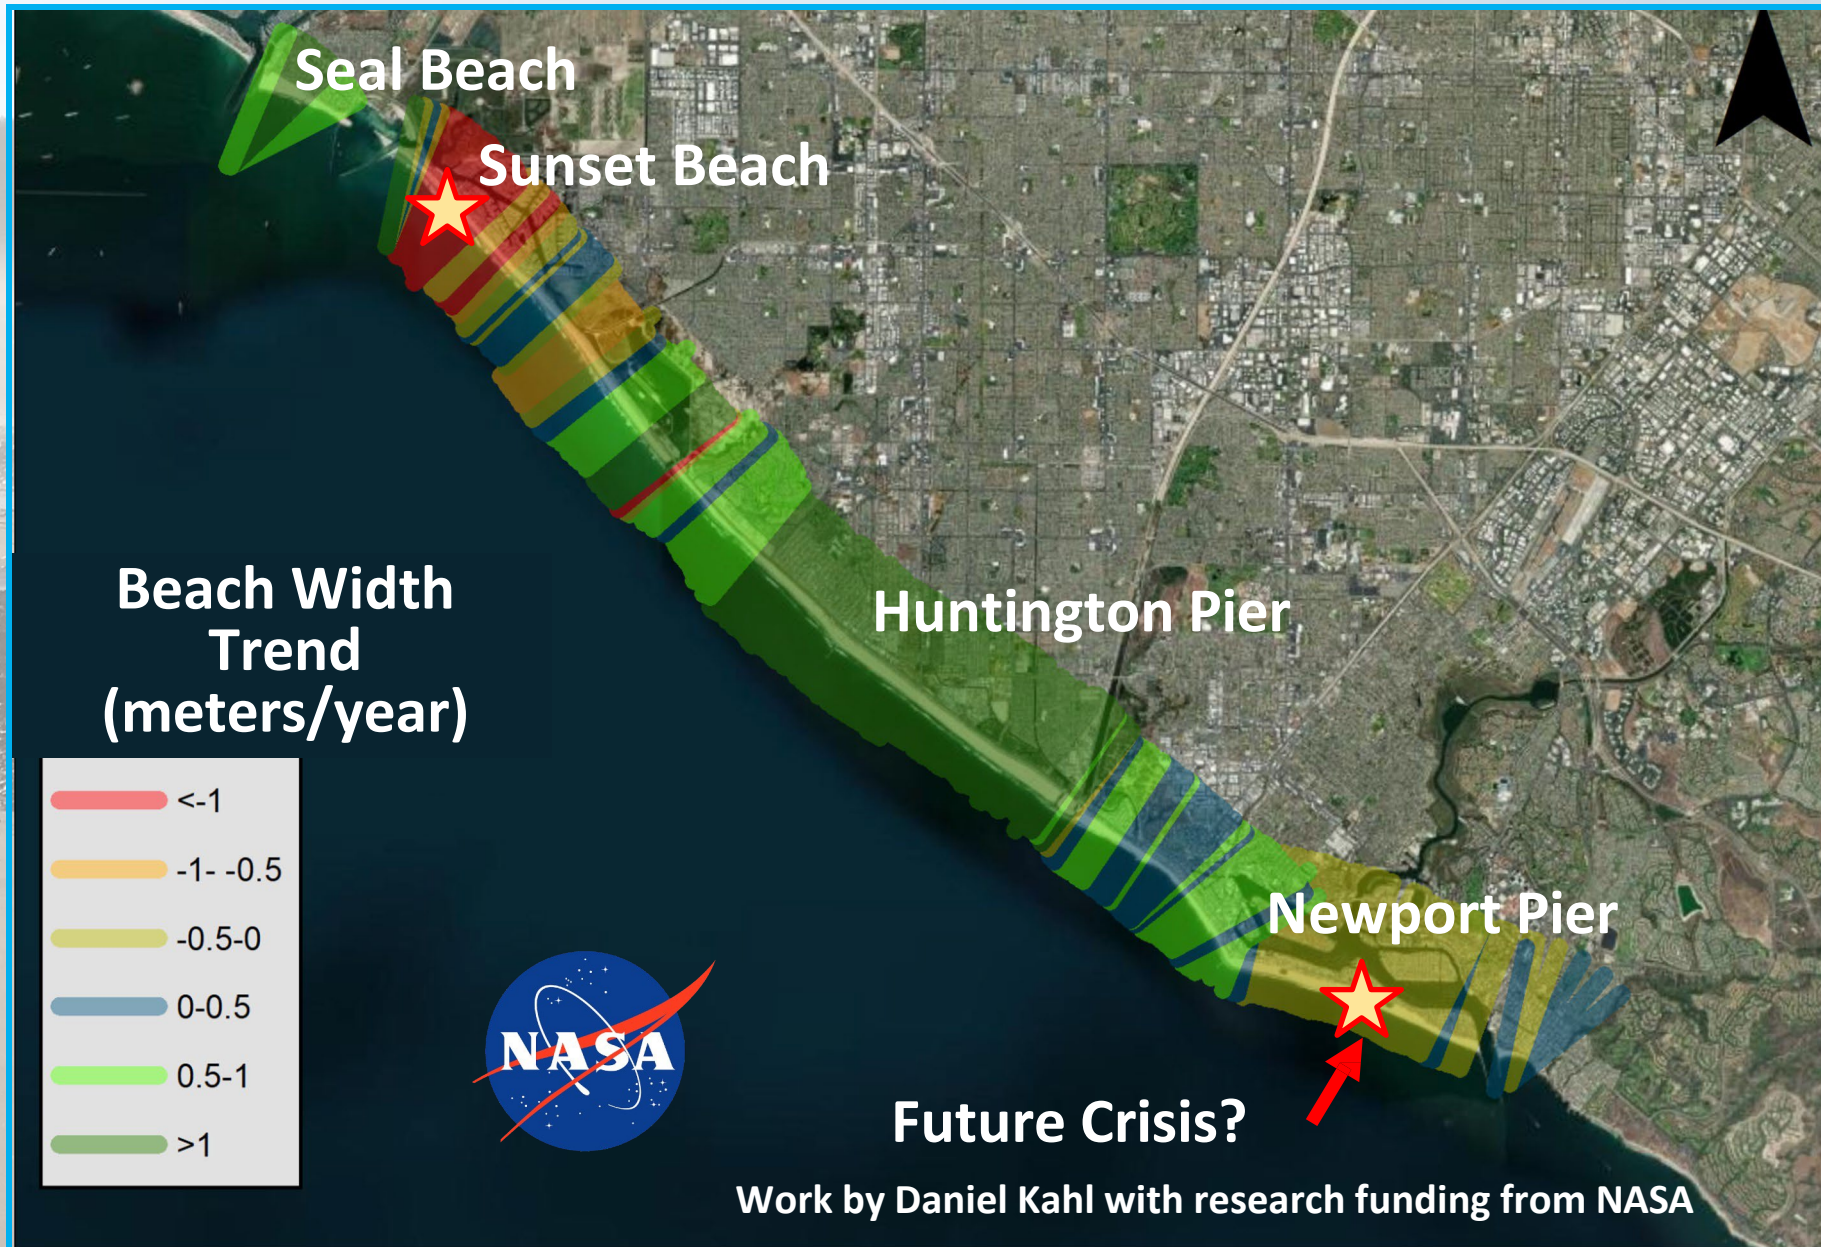 Seal Beach
Sunset Beach
Huntington Pier
Beach Width
Trend
(meters/year)
<-1
-1- -0.5
-0.5-0
0-0.5
0.5-1
>1
Newport Pier
NASA
Future Crisis?
Work by Daniel Kahl with research funding from NASA